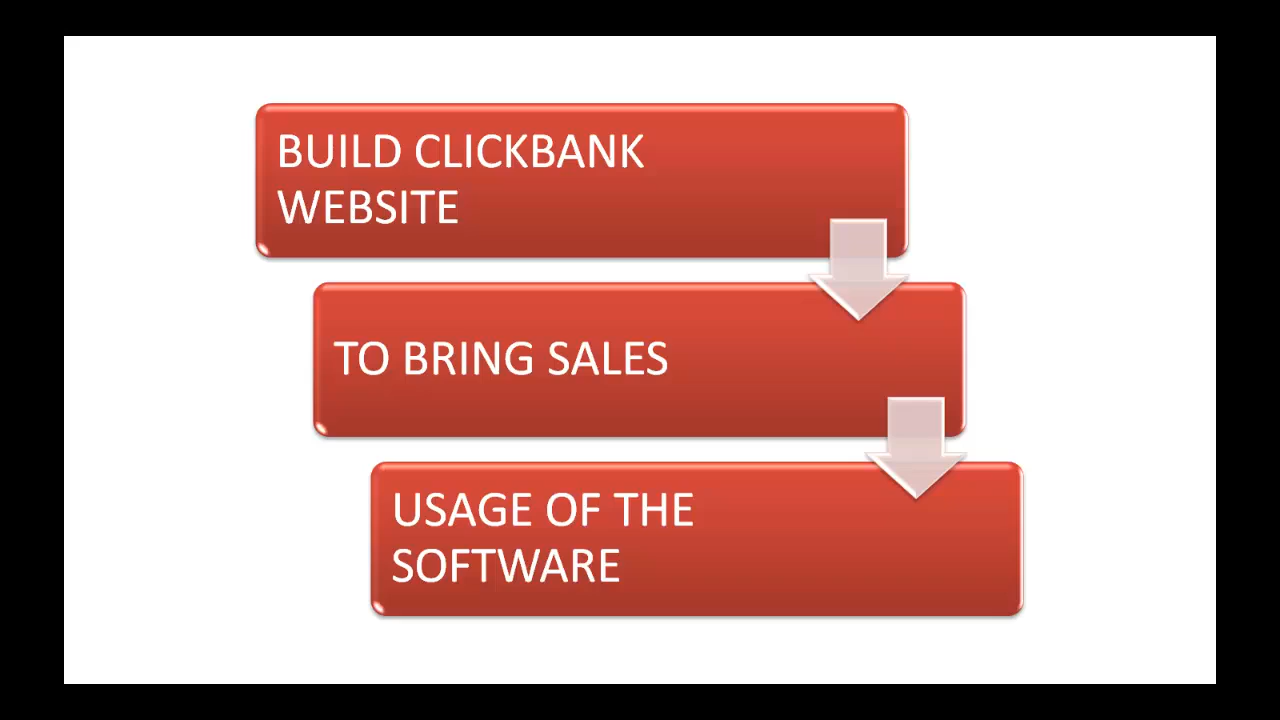 BUILD CLICKBANK
WEBSITE
TO BRING SALES
USAGE OF THE
SOFTWARE